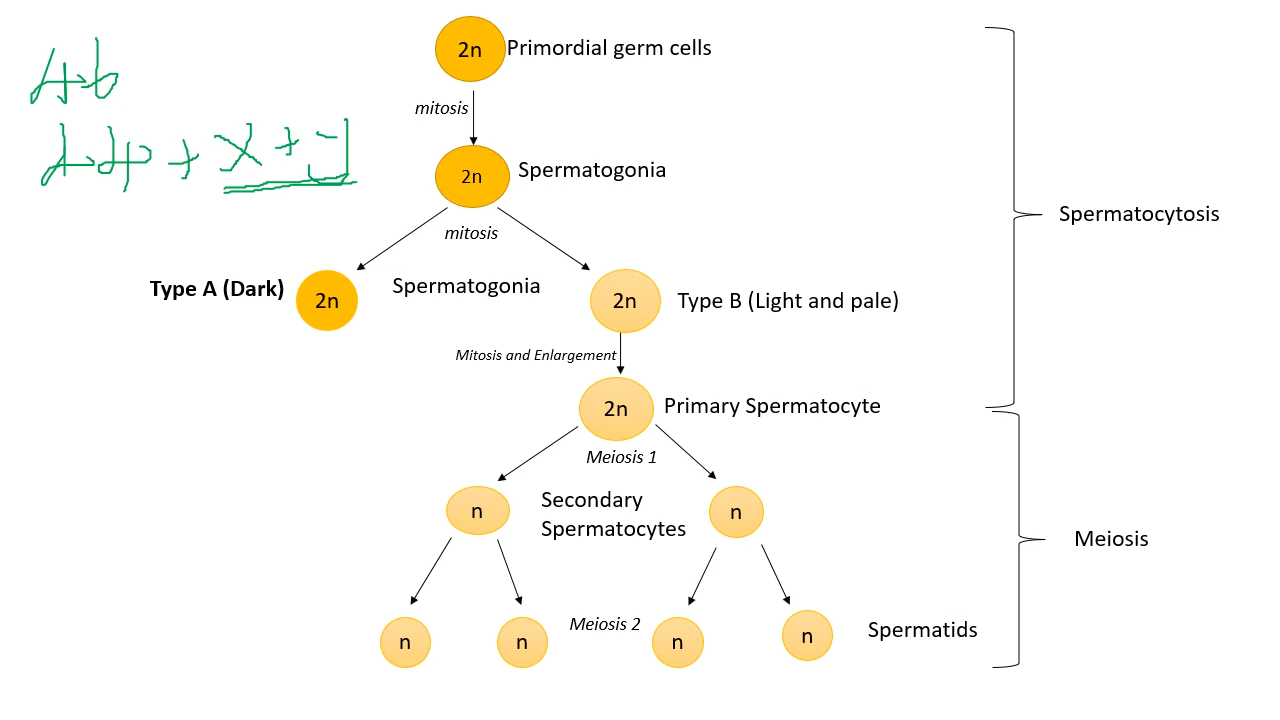 2n Primordial germ cells
mitosis
2n Spermatogonia
mitosis
Type A (Dark) 2n Spermatogonia 2n Type B (Light and pale)
Mitosis and Enlargement
2n Primary Spermatocyte
Meiosis 1
n Secondary Spermatocytes n
n n Meiosis 2 n n Spermatids
Spermatocytosis
Meiosis
+ X + y